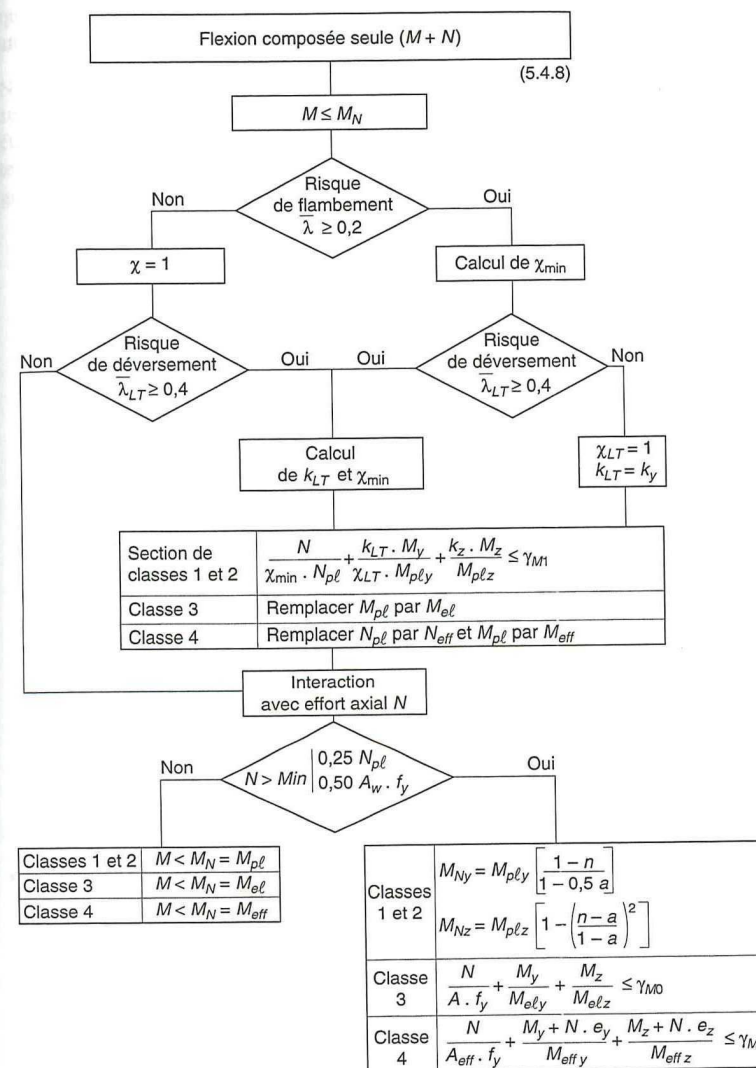 Flexion composée seule (M + N)
(5.4.8)
M ≤ M_N
Risque
de flambement
λ̅ ≥ 0,2
Non
Oui
χ = 1
Calcul de χ_min
Risque
de déversement
λ̅_LT ≥ 0,4
Non
Oui
Oui
Risque
de déversement
λ̅_LT ≥ 0,4
Non
Calcul
de k_LT et χ_min
χ_LT = 1
k_LT = k_y
Section de
classes 1 et 2
N / (χ_min . N_pℓ) + (k_LT . M_y) / (χ_LT . M_pℓy) + (k_z . M_z) / M_pℓz ≤ γ_M1
Classe 3 Remplacer M_pℓ par M_eℓ
Classe 4 Remplacer N_pℓ par N_eff et M_pℓ par M_eff
Interaction
avec effort axial N
N > Min | 0,25 N_pℓ
0,50 A_w . f_y
Non
Oui
Classes 1 et 2 M < M_N = M_pℓ
Classe 3 M < M_N = M_eℓ
Classe 4 M < M_N = M_eff
Classes
1 et 2
M_Ny = M_pℓy [(1 – n) / (1 – 0,5 a)]
M_Nz = M_pℓz [1 – ((n – a) / (1 – a))²]
Classe
3
N / (A . f_y) + M_y / M_eℓy + M_z / M_eℓz ≤ γ_M0
Classe
4
N / (A_eff . f_y) + (M_y + N . e_y) / M_eff y + (M_z + N . e_z) / M_eff z ≤ γ_M